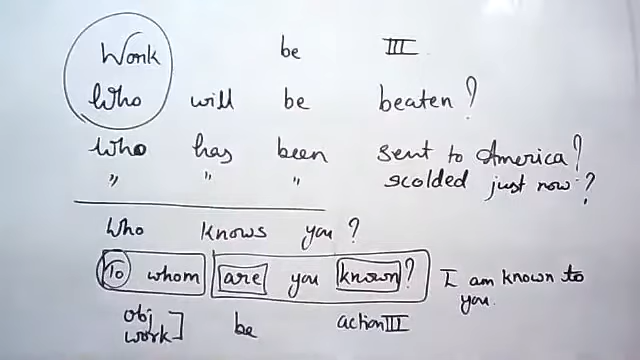 Work be III
Who will be beaten?
Who has been sent to America?
" " " scolded just now?
Who knows you?
To whom are you known? I am known to you.
obj work] be action III